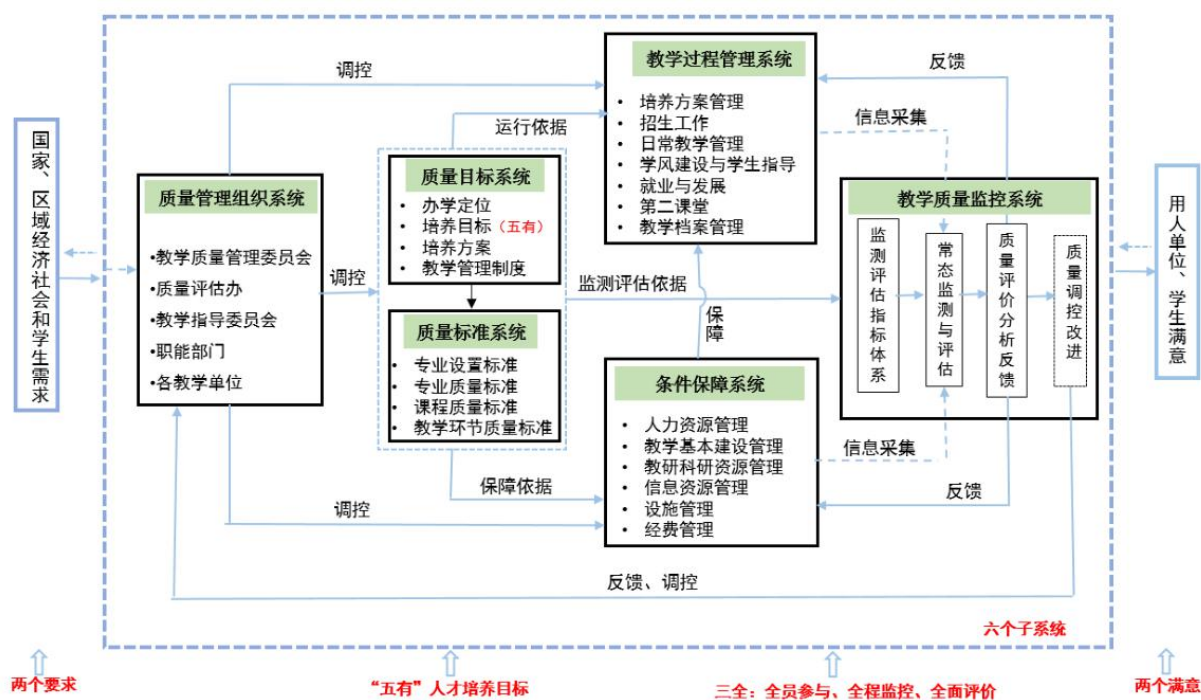 国家、区域经济社会和学生需求
质量管理组织系统
•教学质量管理委员会
•质量评估办
•教学指导委员会
•职能部门
•各教学单位
调控
调控
调控
运行依据
质量目标系统
• 办学定位
• 培养目标（五有）
• 培养方案
• 教学管理制度
质量标准系统
• 专业设置标准
• 专业质量标准
• 课程质量标准
• 教学环节质量标准
保障依据
监测评估依据
教学过程管理系统
• 培养方案管理
• 招生工作
• 日常教学管理
• 学风建设与学生指导
• 就业与发展
• 第二课堂
• 教学档案管理
保障
条件保障系统
• 人力资源管理
• 教学基本建设管理
• 教研科研资源管理
• 信息资源管理
• 设施管理
• 经费管理
反馈
信息采集
教学质量监控系统
监测评估指标体系
常态监测与评估
质量评价分析反馈
质量调控改进
信息采集
反馈
反馈、调控
用人单位、学生满意
六个子系统
两个要求
“五有”人才培养目标
三全：全员参与、全程监控、全面评价
两个满意